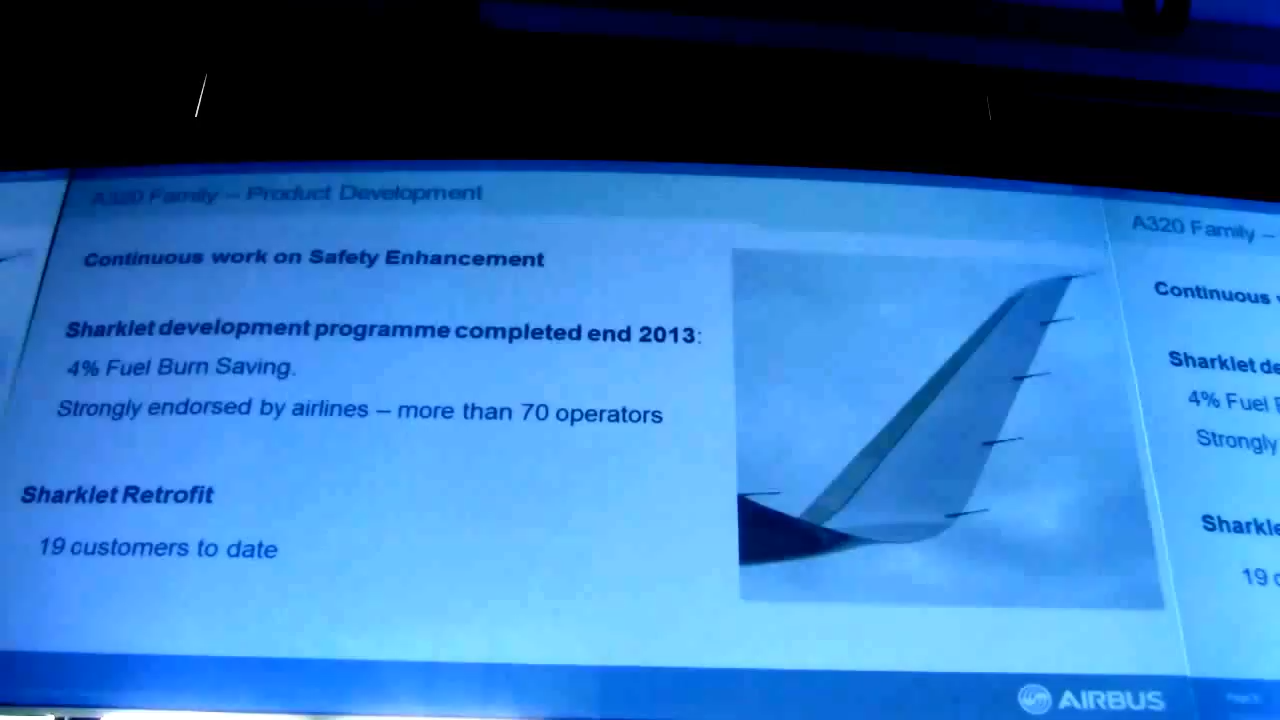 A320 Family – Product Development
Continuous work on Safety Enhancement
Sharklet development programme completed end 2013:
4% Fuel Burn Saving.
Strongly endorsed by airlines – more than 70 operators
Sharklet Retrofit
19 customers to date
AIRBUS
A320 Family –
Continuous
Sharklet de
4% Fuel
Strongly
Sharkle
19 c